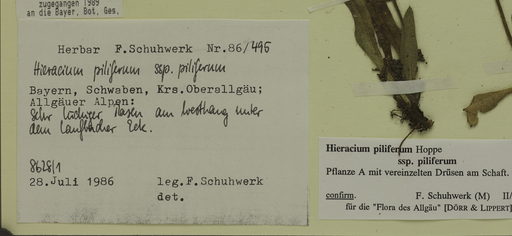 zugegangen 1989
an die Bayer. Bot. Ges.
Herbar F.Schuhwerk Nr.86/495
Hieracium piliferum ssp. piliferum
Bayern, Schwaben, Krs.Oberallgäu;
Allgäuer Alpen:
Sehr lückiger Rasen am Westhang unter
dem Laufbacher Eck.
8628/1
28.Juli 1986 leg.F.Schuhwerk
det.
Hieracium piliferum Hoppe
ssp. piliferum
Pflanze A mit vereinzelten Drüsen am Schaft.
confirm. F. Schuhwerk (M) II/
für die "Flora des Allgäu" [DÖRR & LIPPERT]